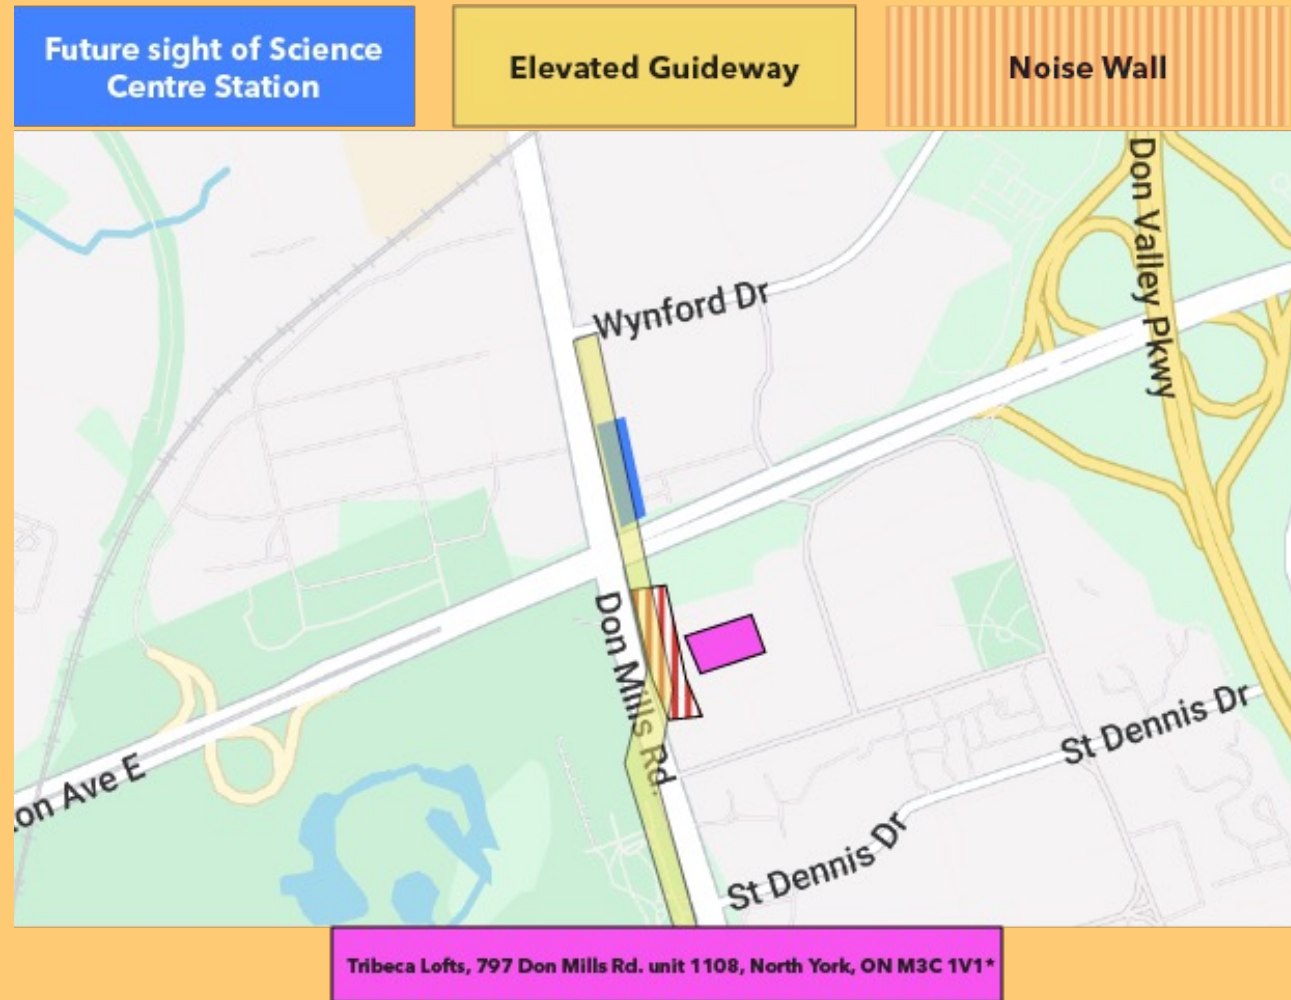 Future sight of Science
Centre Station
Elevated Guideway
Noise Wall
Don Valley Pkwy
Wynford Dr
Don Mills Rd.
on Ave E
St Dennis Dr
St Dennis Dr
Tribeca Lofts, 797 Don Mills Rd. unit 1108, North York, ON M3C 1V1*